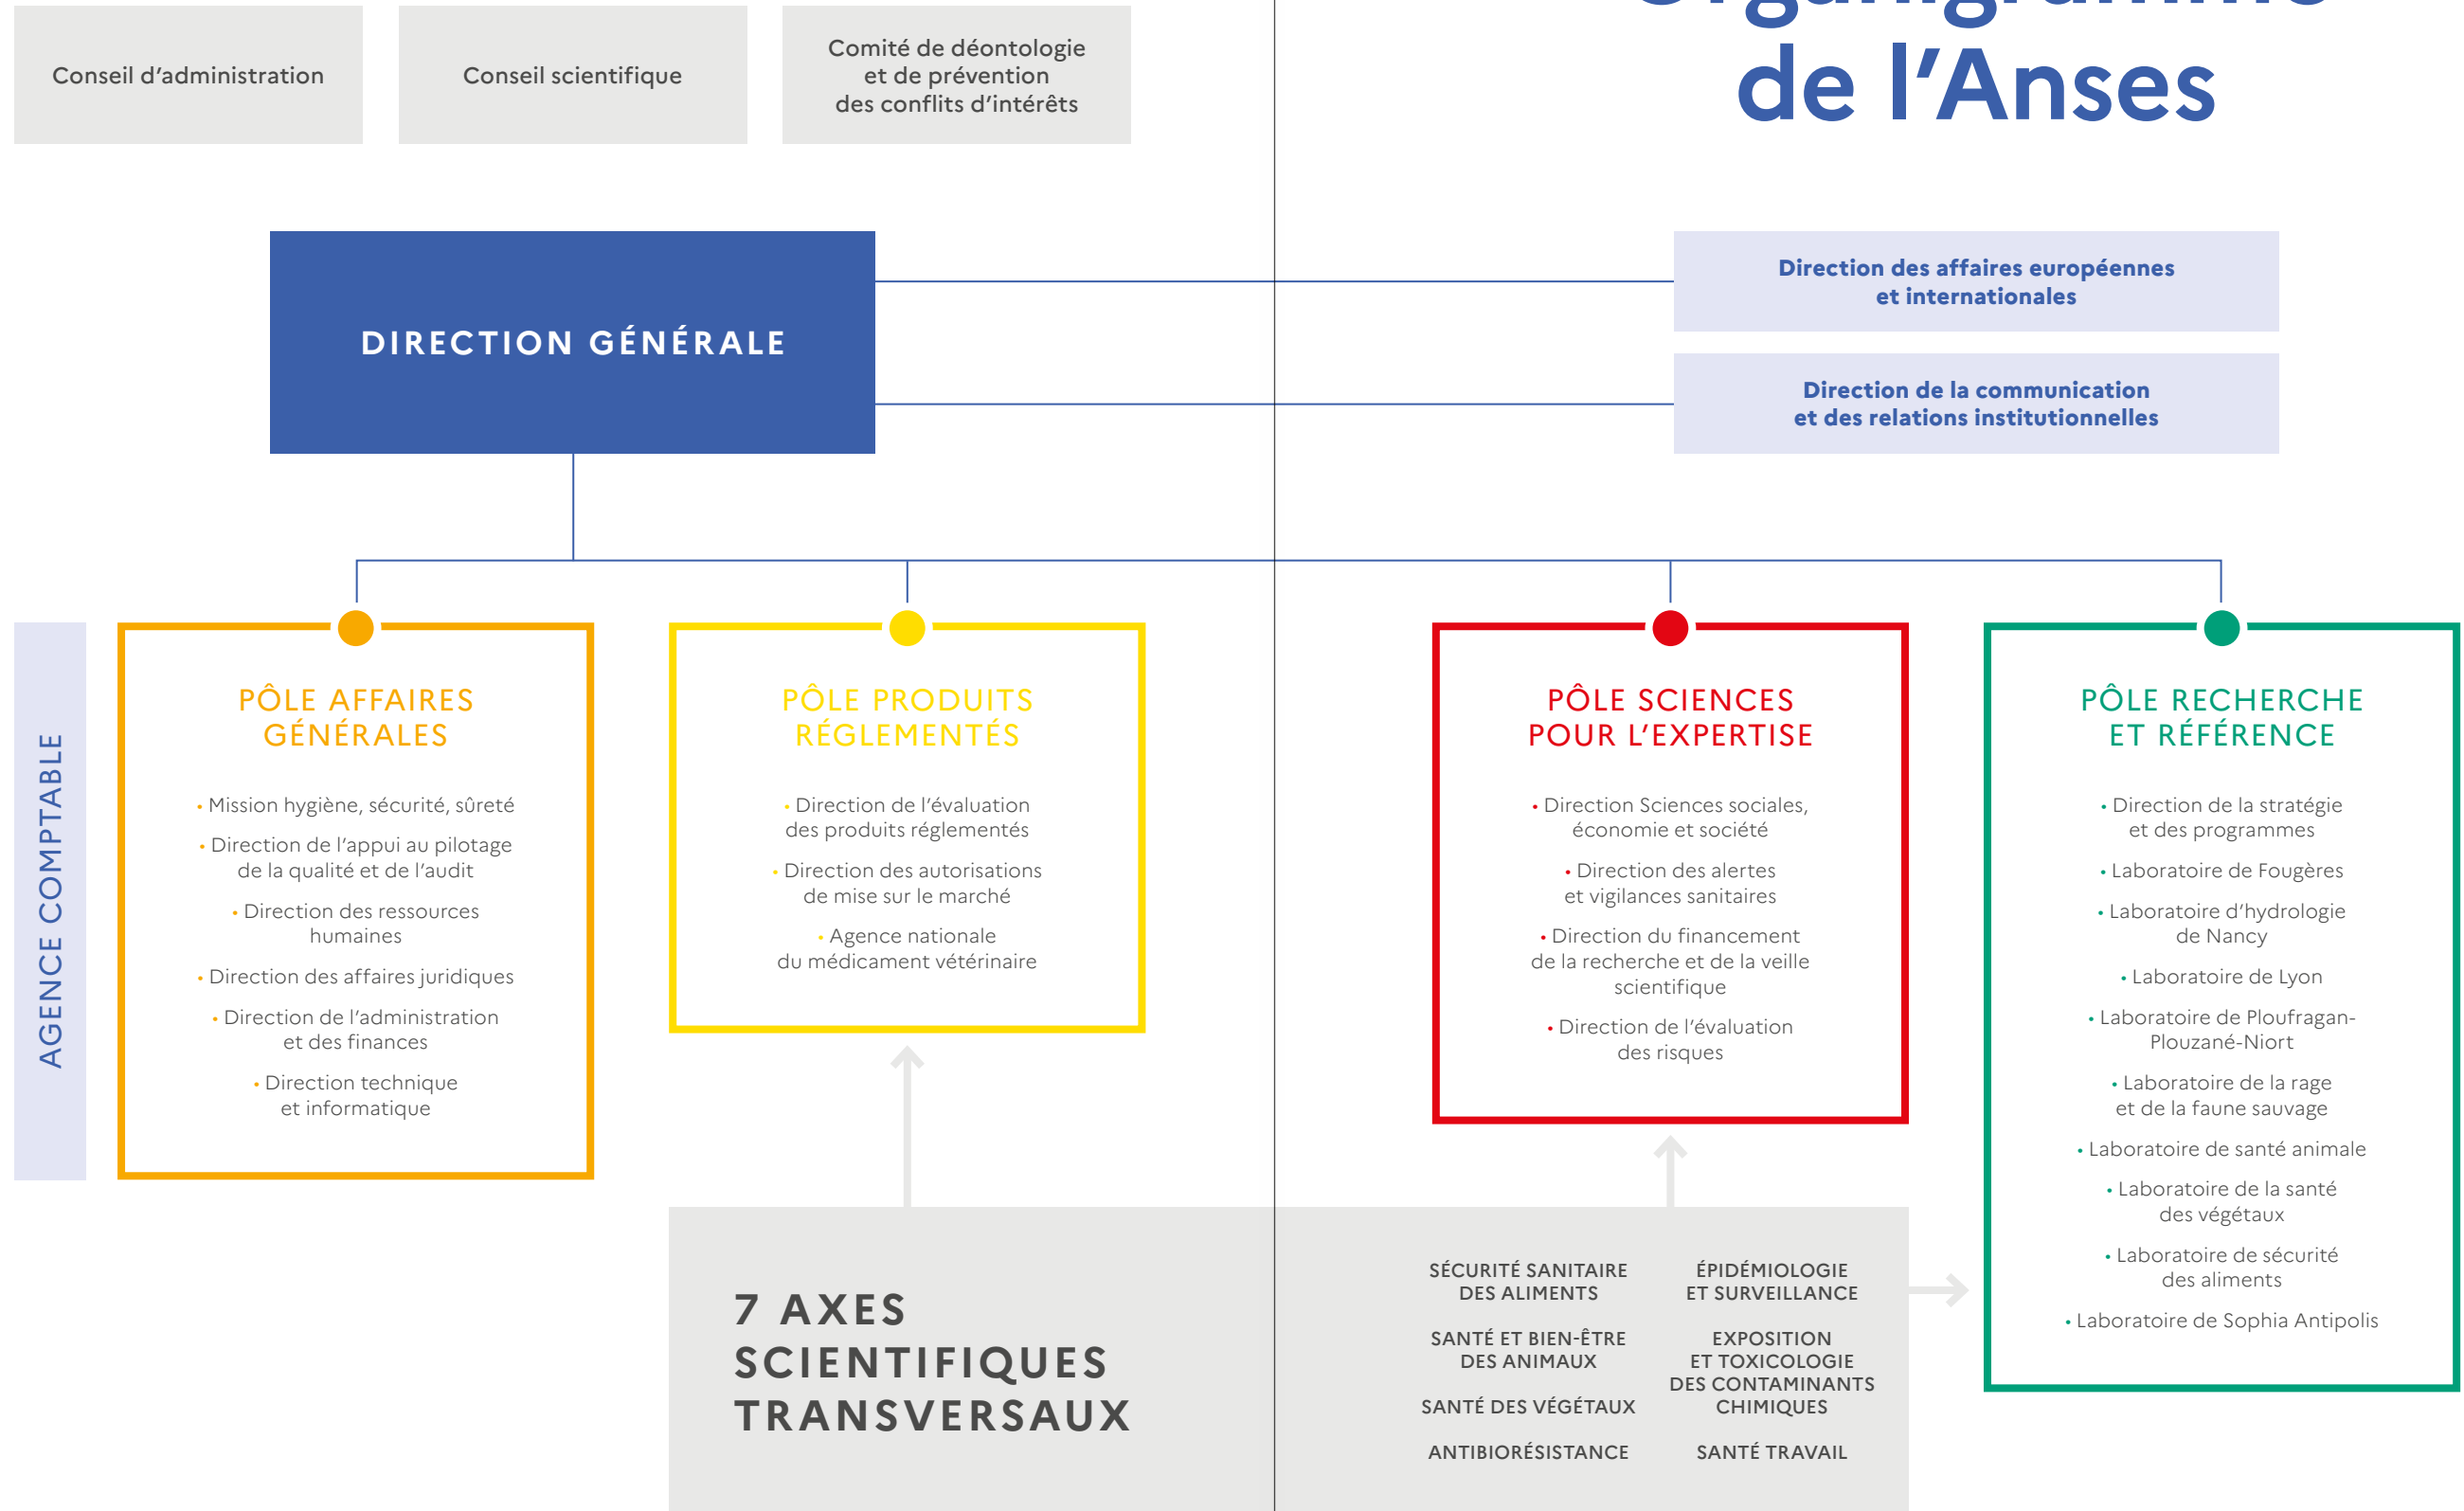 Organigramme
de l'Anses
Conseil d'administration
Conseil scientifique
Comité de déontologie
et de prévention
des conflits d'intérêts
DIRECTION GÉNÉRALE
Direction des affaires européennes
et internationales
Direction de la communication
et des relations institutionnelles
AGENCE COMPTABLE
PÔLE AFFAIRES
GÉNÉRALES
• Mission hygiène, sécurité, sûreté
• Direction de l'appui au pilotage
de la qualité et de l'audit
• Direction des ressources
humaines
• Direction des affaires juridiques
• Direction de l'administration
et des finances
• Direction technique
et informatique
PÔLE PRODUITS
RÉGLEMENTÉS
• Direction de l'évaluation
des produits réglementés
• Direction des autorisations
de mise sur le marché
• Agence nationale
du médicament vétérinaire
PÔLE SCIENCES
POUR L'EXPERTISE
• Direction Sciences sociales,
économie et société
• Direction des alertes
et vigilances sanitaires
• Direction du financement
de la recherche et de la veille
scientifique
• Direction de l'évaluation
des risques
PÔLE RECHERCHE
ET RÉFÉRENCE
• Direction de la stratégie
et des programmes
• Laboratoire de Fougères
• Laboratoire d'hydrologie
de Nancy
• Laboratoire de Lyon
• Laboratoire de Ploufragan-
Plouzané-Niort
• Laboratoire de la rage
et de la faune sauvage
• Laboratoire de santé animale
• Laboratoire de la santé
des végétaux
• Laboratoire de sécurité
des aliments
• Laboratoire de Sophia Antipolis
7 AXES
SCIENTIFIQUES
TRANSVERSAUX
SÉCURITÉ SANITAIRE
DES ALIMENTS
SANTÉ ET BIEN-ÊTRE
DES ANIMAUX
SANTÉ DES VÉGÉTAUX
ANTIBIORÉSISTANCE
ÉPIDÉMIOLOGIE
ET SURVEILLANCE
EXPOSITION
ET TOXICOLOGIE
DES CONTAMINANTS
CHIMIQUES
SANTÉ TRAVAIL